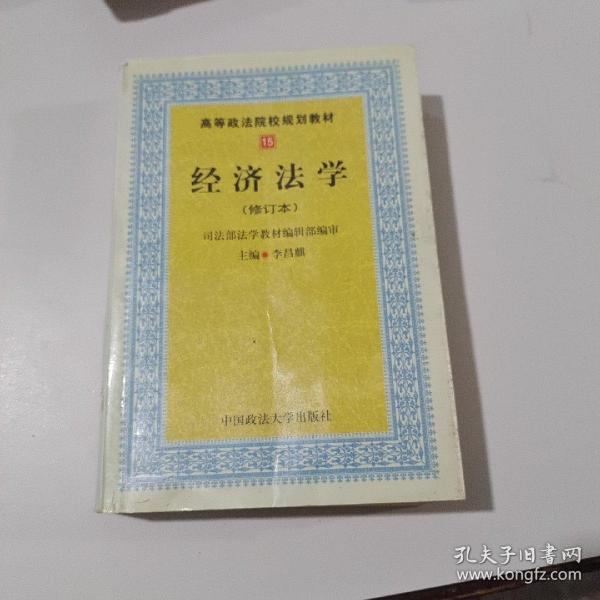 高等政法院校规划教材
15
经济法学
(修订本)
司法部法学教材编辑部编审
主编●李昌麒
中国政法大学出版社
孔夫子旧书网
www.kongfz.com